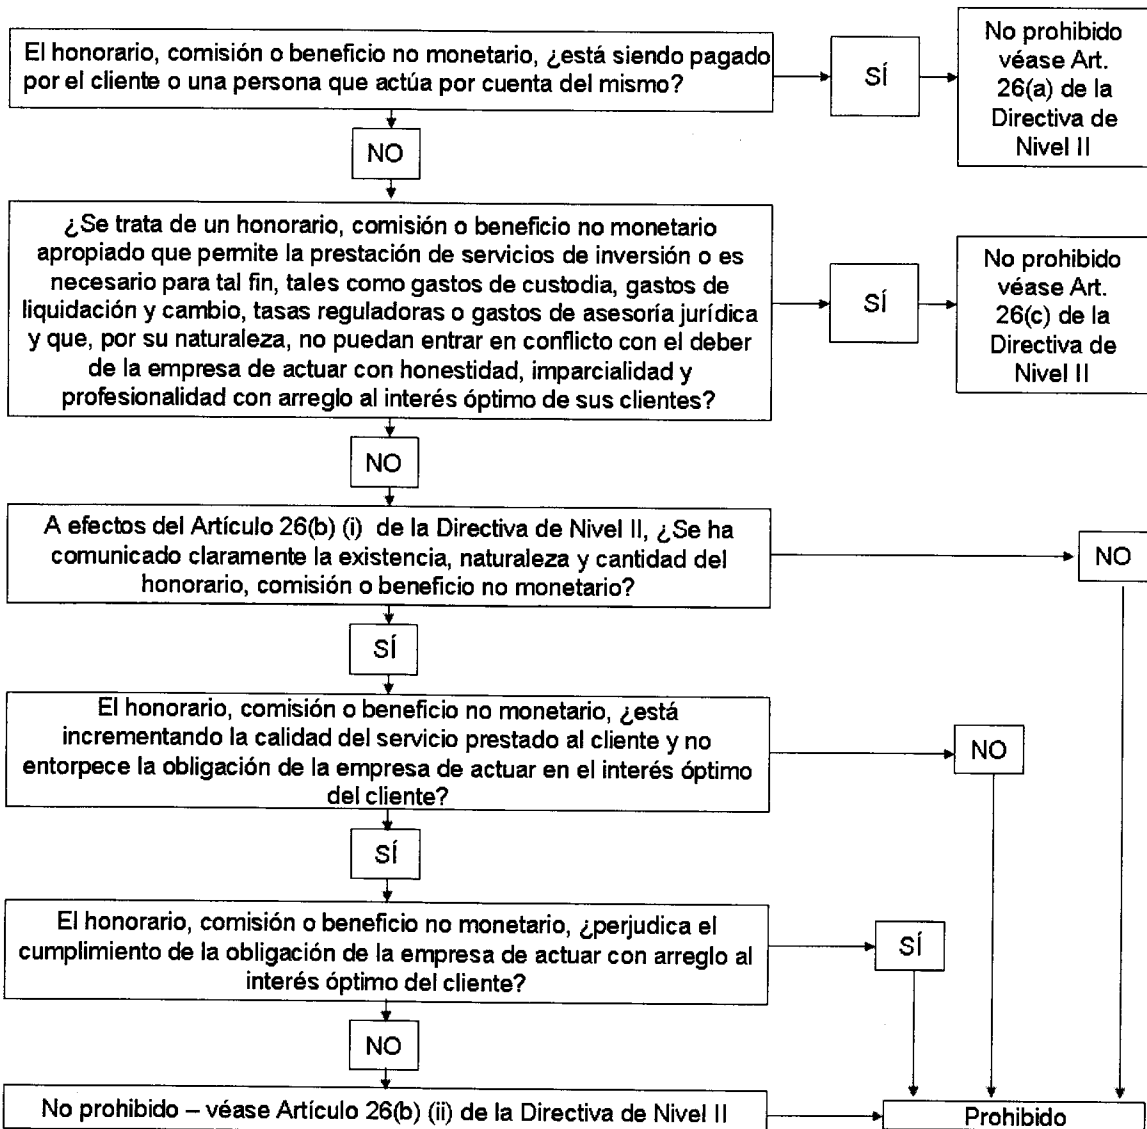 El honorario, comisión o beneficio no monetario, ¿está siendo pagado
por el cliente o una persona que actúa por cuenta del mismo?
SÍ
No prohibido
véase Art.
26(a) de la
Directiva de
Nivel II
NO
¿Se trata de un honorario, comisión o beneficio no monetario
apropiado que permite la prestación de servicios de inversión o es
necesario para tal fin, tales como gastos de custodia, gastos de
liquidación y cambio, tasas reguladoras o gastos de asesoría jurídica
y que, por su naturaleza, no puedan entrar en conflicto con el deber
de la empresa de actuar con honestidad, imparcialidad y
profesionalidad con arreglo al interés óptimo de sus clientes?
SÍ
No prohibido
véase Art.
26(c) de la
Directiva de
Nivel II
NO
A efectos del Artículo 26(b) (i) de la Directiva de Nivel II, ¿Se ha
comunicado claramente la existencia, naturaleza y cantidad del
honorario, comisión o beneficio no monetario?
NO
SÍ
El honorario, comisión o beneficio no monetario, ¿está
incrementando la calidad del servicio prestado al cliente y no
entorpece la obligación de la empresa de actuar en el interés óptimo
del cliente?
NO
SÍ
El honorario, comisión o beneficio no monetario, ¿perjudica el
cumplimiento de la obligación de la empresa de actuar con arreglo al
interés óptimo del cliente?
SÍ
NO
No prohibido – véase Artículo 26(b) (ii) de la Directiva de Nivel II
Prohibido